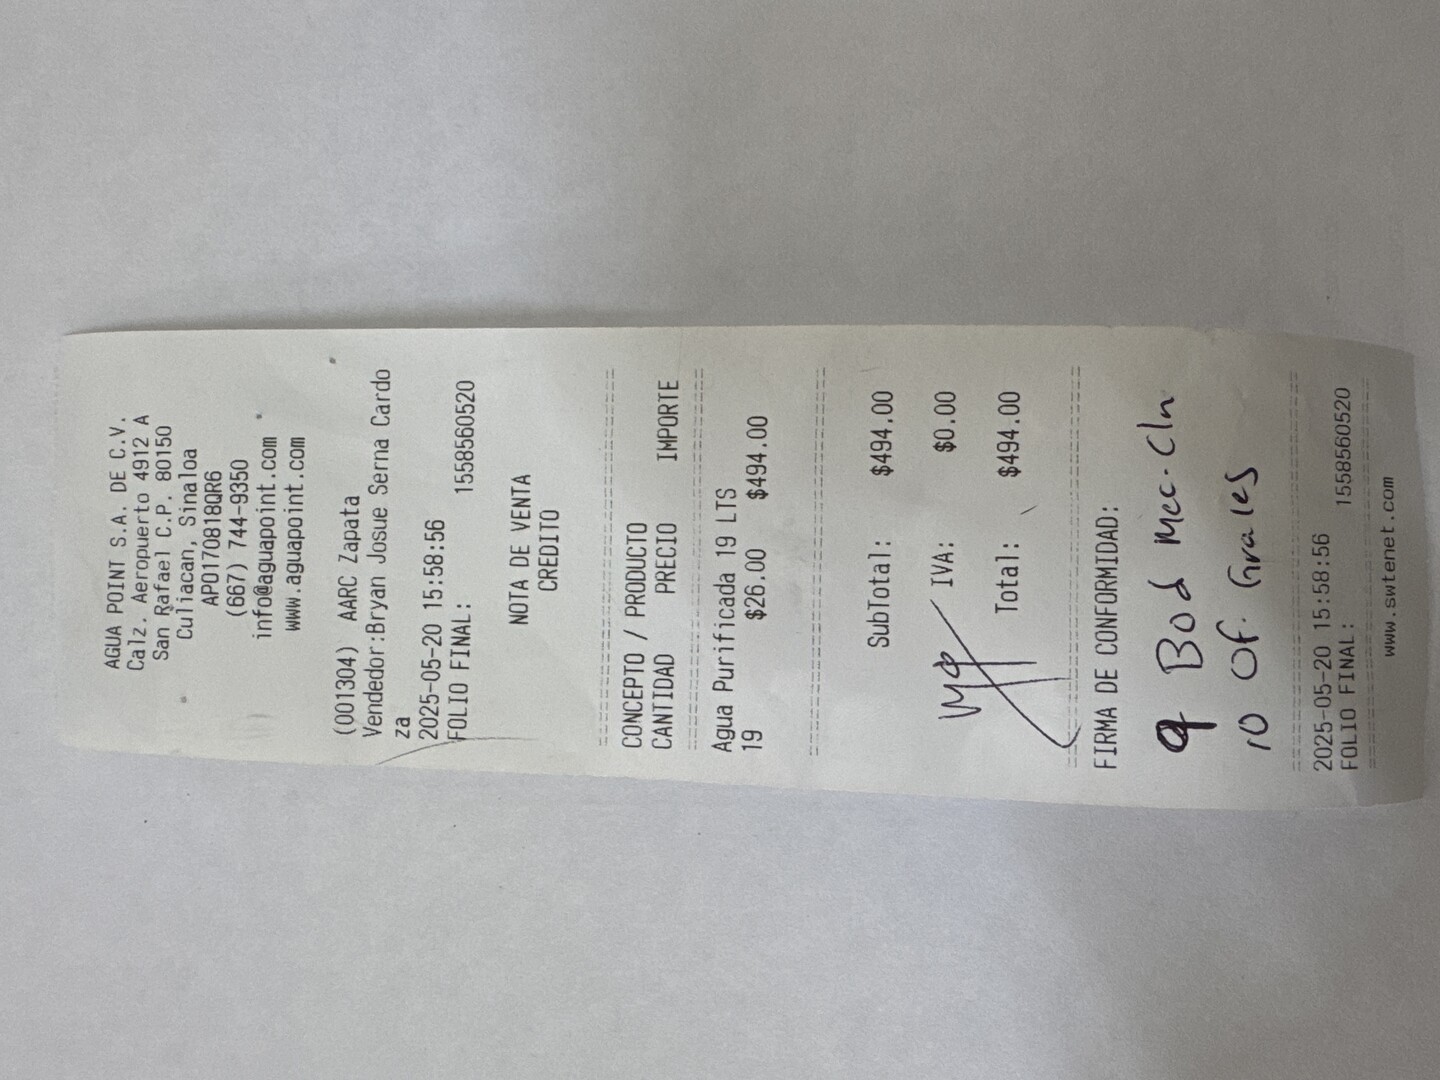 AGUA POINT S.A. DE C.V.
Calz. Aeropuerto 4912 A
San Rafael C.P. 80150
Culiacan, Sinaloa
APO170818QR6
(667) 744-9350
info@aguapoint.com
www.aguapoint.com
(001304) AARC Zapata
Vendedor:Bryan Josue Serna Cardo
za
2025-05-20 15:58:56
FOLIO FINAL: 1558560520
NOTA DE VENTA
CREDITO
CONCEPTO / PRODUCTO
CANTIDAD PRECIO IMPORTE
Agua Purificada 19 LTS
19 $26.00 $494.00
SubTotal: $494.00
IVA: $0.00
Total: $494.00
FIRMA DE CONFORMIDAD:
9 Bod Mcc-Cln
10 Of. Grales
2025-05-20 15:58:56
FOLIO FINAL: 1558560520
www.swtenet.com